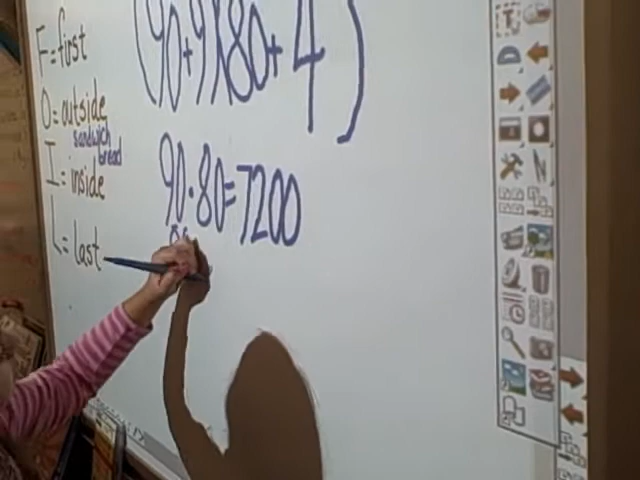 (90+9)(80+4)
F=first
O=outside
sandwich
bread
I=inside
L=last
90·80=7200